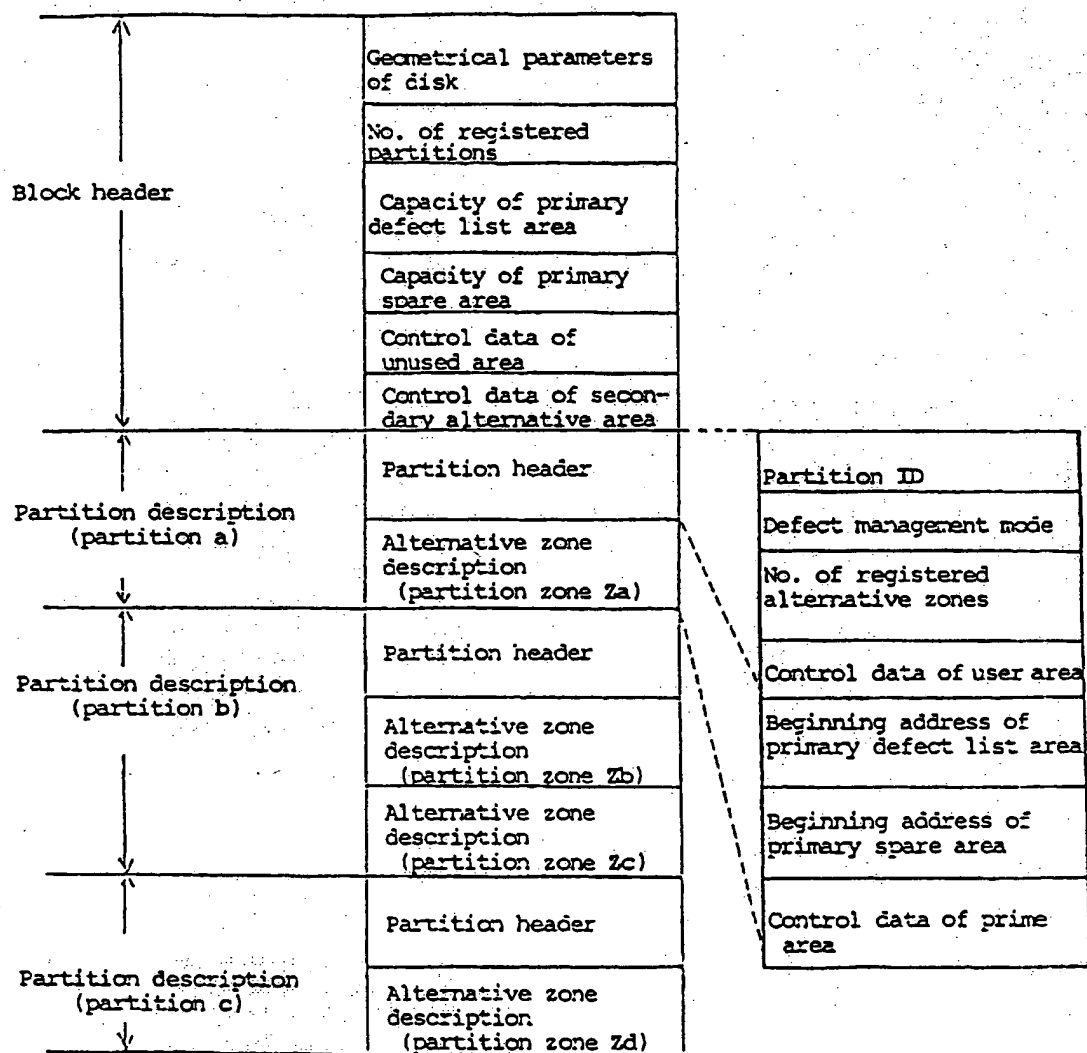 Geometrical parameters
of disk
No. of registered
partitions
Block header
Capacity of primary
defect list area
Capacity of primary
spare area
Control data of
unused area
Control data of secon-
dary alternative area
Partition header
Partition description
(partition a)
Alternative zone
description
(partition zone Za)
Partition header
Partition description
(partition b)
Alternative zone
description
(partition zone Zb)
Alternative zone
description
(partition zone Zc)
Partition header
Partition description
(partition c)
Alternative zone
description
(partition zone Zd)
Partition ID
Defect management mode
No. of registered
alternative zones
Control data of user area
Beginning address of
primary defect list area
Beginning address of
primary spare area
Control data of prime
area